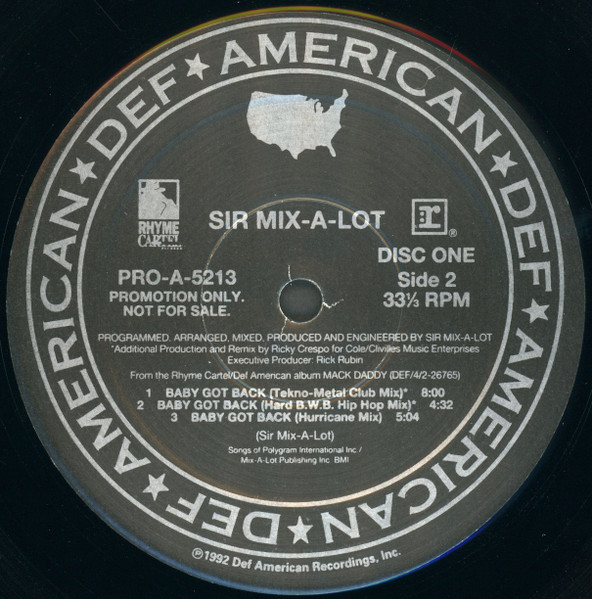 AMERICAN ★ DEF ★ AMERICAN ★ DEF ★ AMERICAN ★ DEF ★ AMERICAN ★ DEF ★
RHYME
CARTEL
SIR MIX-A-LOT
r ®
DISC ONE
PRO-A-5213
Side 2
PROMOTION ONLY.
33⅓ RPM
NOT FOR SALE.
PROGRAMMED, ARRANGED, MIXED, PRODUCED AND ENGINEERED BY SIR MIX-A-LOT
*Additional Production and Remix by Ricky Crespo for Cole/Clivilles Music Enterprises
Executive Producer: Rick Rubin
From the Rhyme Cartel/Def American album MACK DADDY (DEF/4/2-26765)
1 BABY GOT BACK (Tekno-Metal Club Mix)* 8:00
2 BABY GOT BACK (Hard B.W.B. Hip Hop Mix)* 4:32
3 BABY GOT BACK (Hurricane Mix) 5:04
(Sir Mix-A-Lot)
Songs of Polygram International Inc./
Mix-A-Lot Publishing Inc. BMI
℗1992 Def American Recordings, Inc.